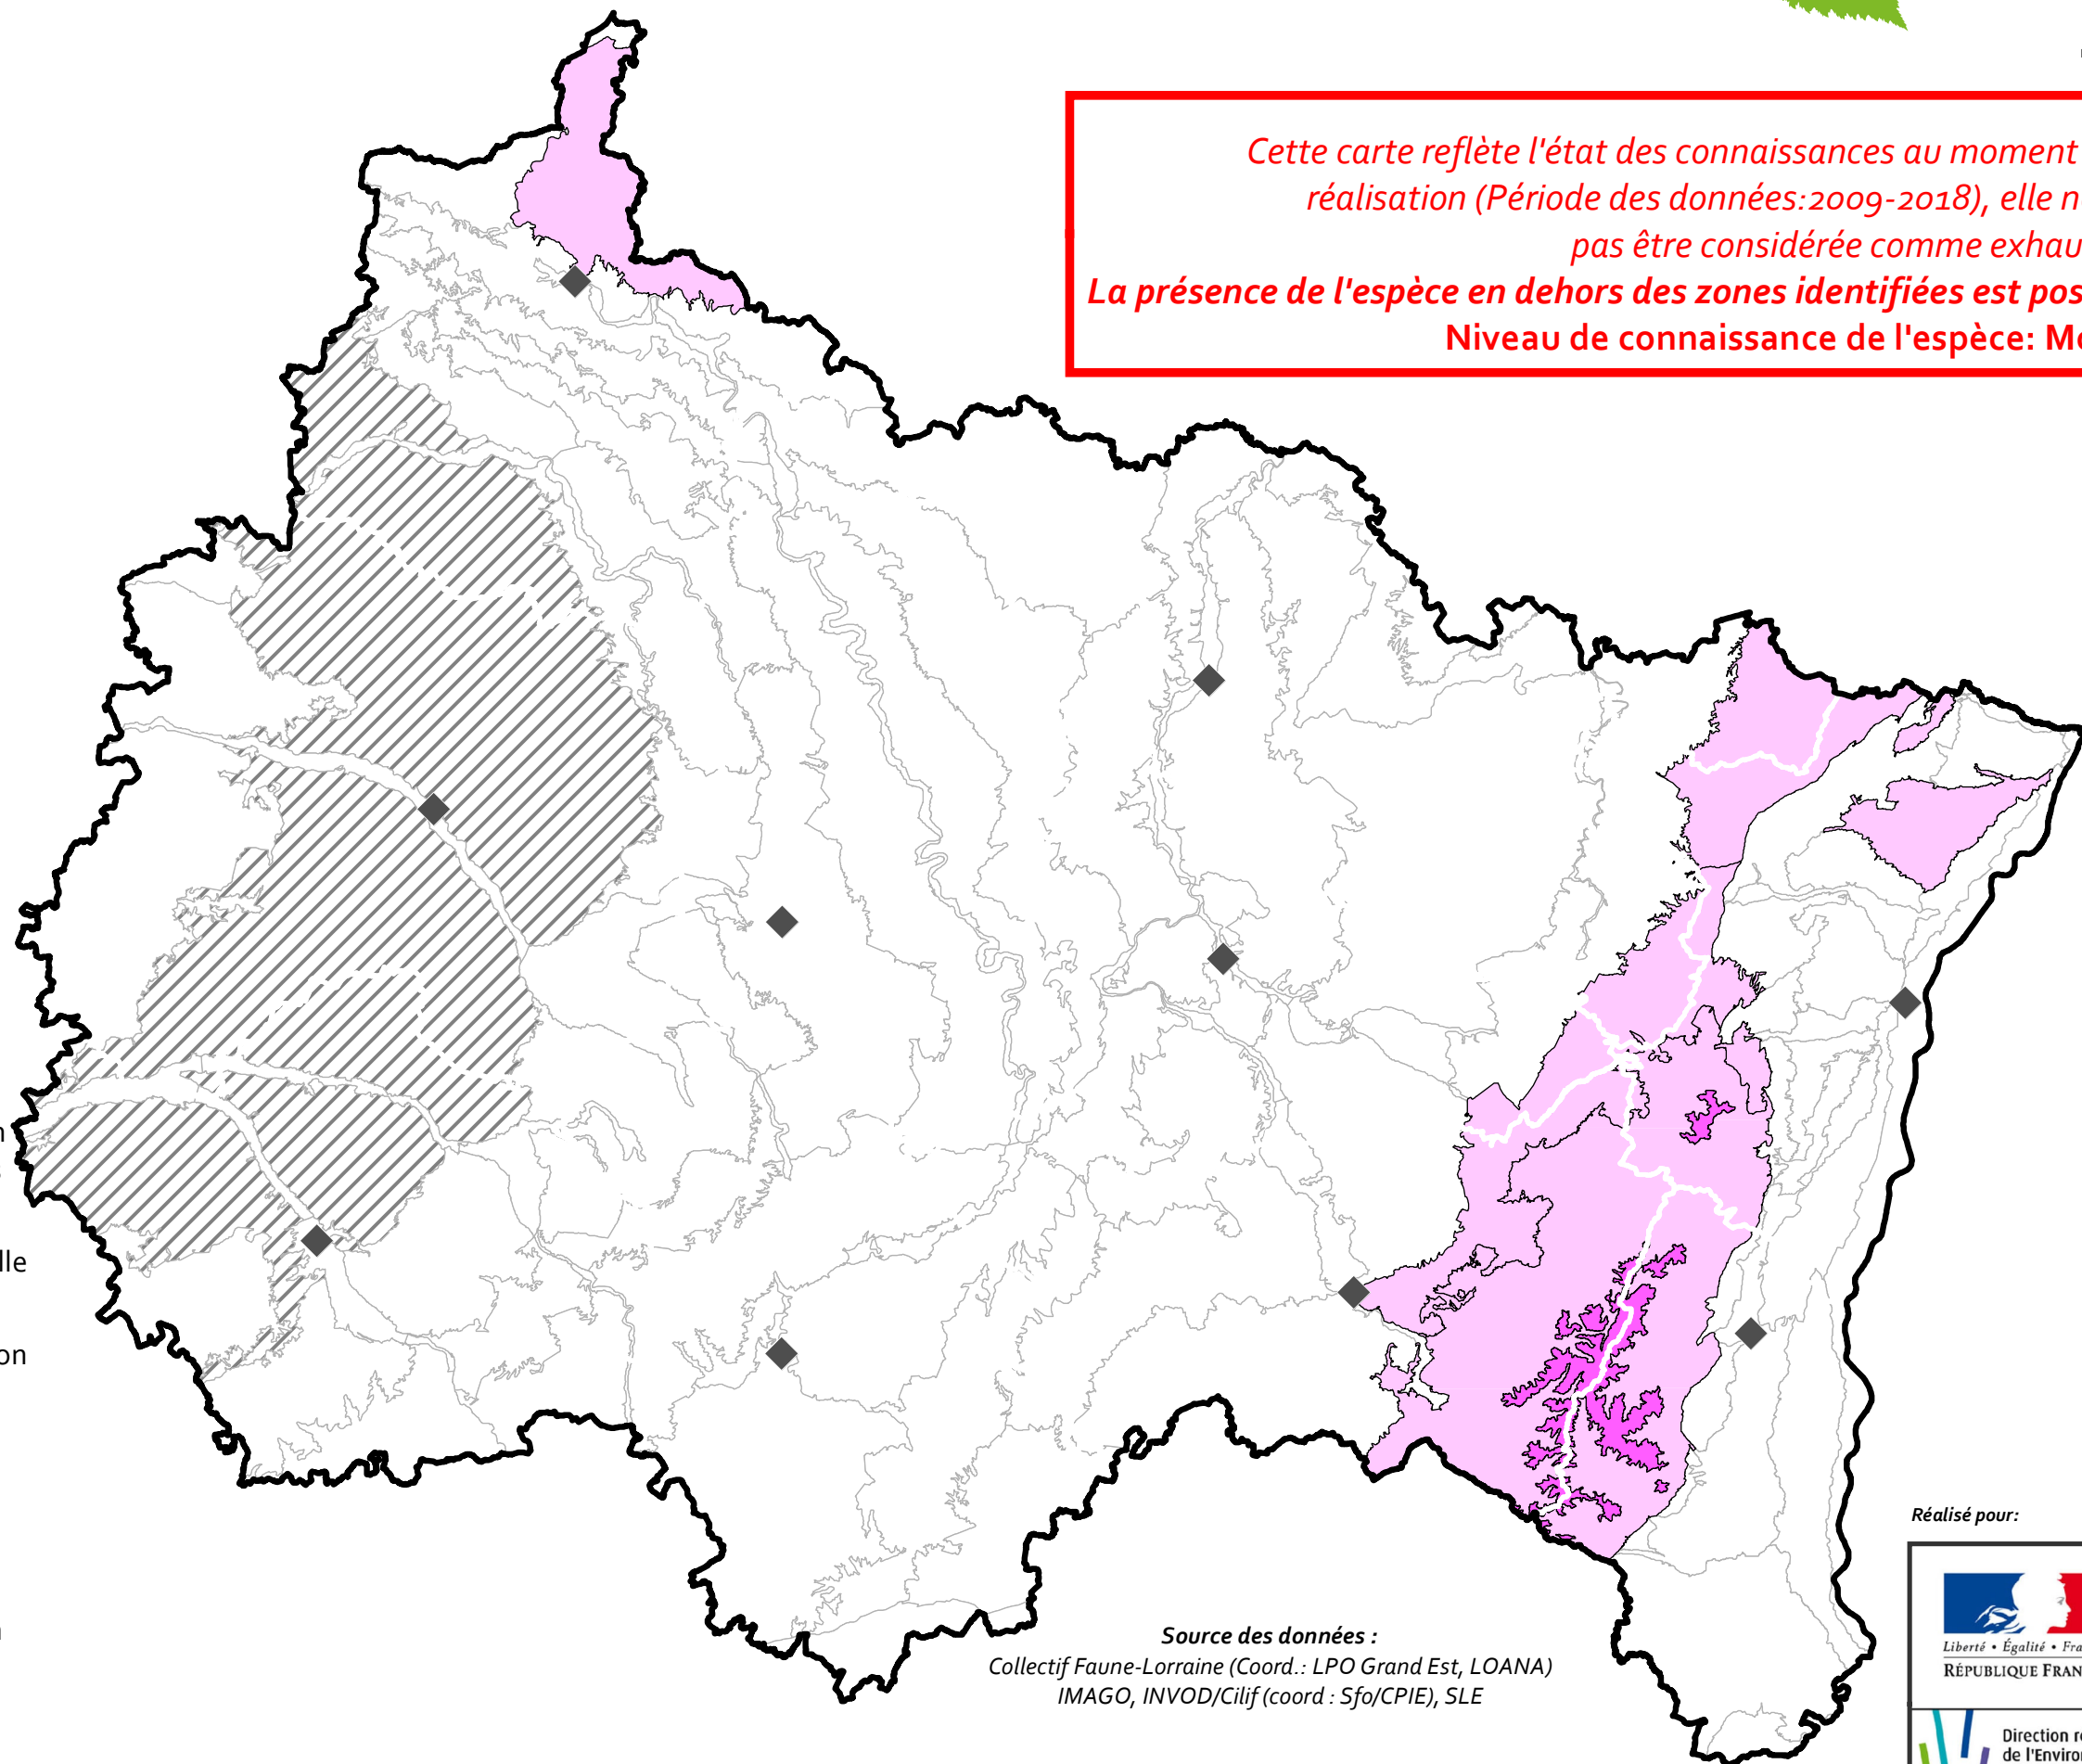 Cette carte reflète l'état des connaissances au moment
réalisation (Période des données:2009-2018), elle n
pas être considérée comme exhau
La présence de l'espèce en dehors des zones identifiées est pos
Niveau de connaissance de l'espèce: Mo
n
lle
on
Réalisé pour:
Liberté • Égalité • Fra
RÉPUBLIQUE FRAN
Direction r
de l'Enviro
Source des données :
Collectif Faune-Lorraine (Coord.: LPO Grand Est, LOANA)
IMAGO, INVOD/Cilif (coord : Sfo/CPIE), SLE